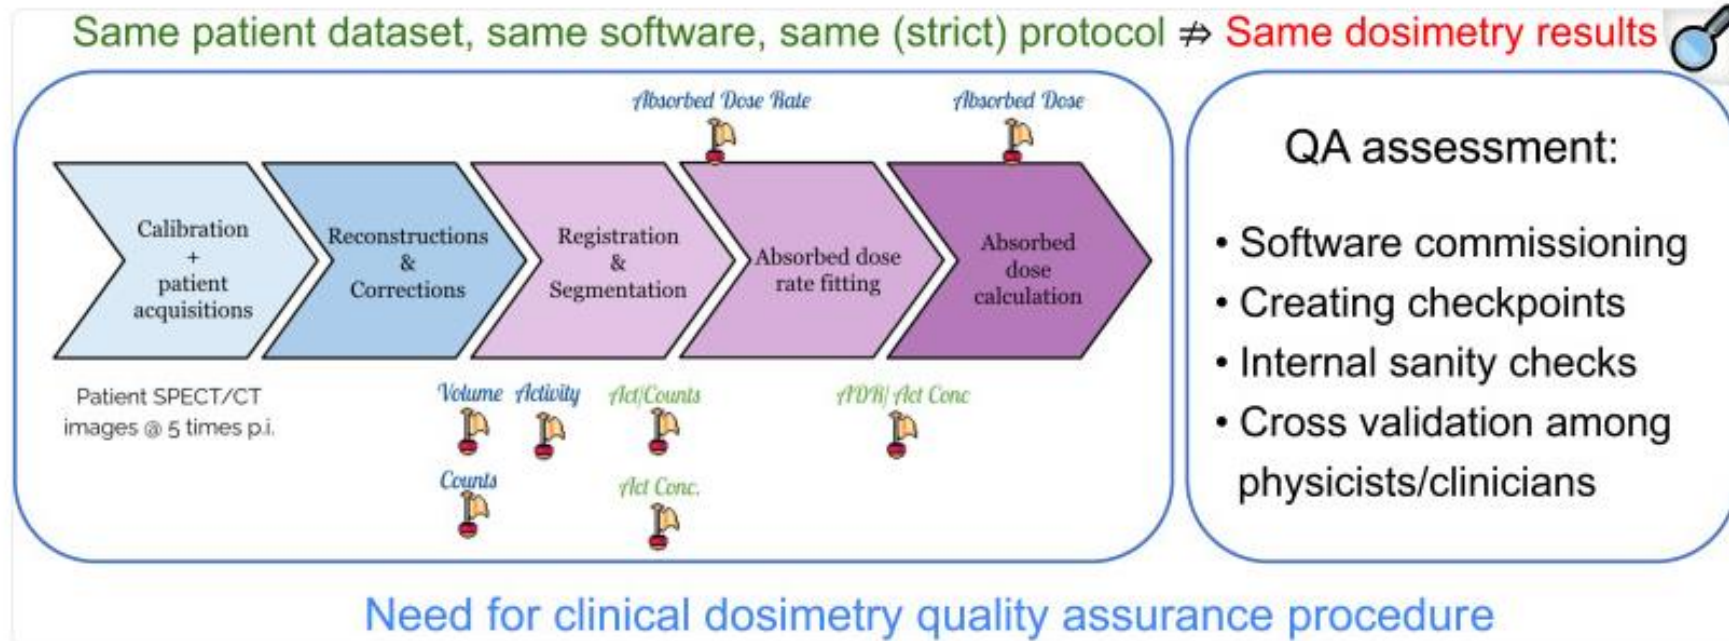 Same patient dataset, same software, same (strict) protocol ⇏ Same dosimetry results
Absorbed Dose Rate
Absorbed Dose
Calibration
+
patient
acquisitions
Reconstructions
&
Corrections
Registration
&
Segmentation
Absorbed dose
rate fitting
Absorbed
dose
calculation
Patient SPECT/CT
images @ 5 times p.i.
Volume
Activity
Act/Counts
ADR/ Act Conc
Counts
Act Conc.
QA assessment:
• Software commissioning
• Creating checkpoints
• Internal sanity checks
• Cross validation among
physicists/clinicians
Need for clinical dosimetry quality assurance procedure